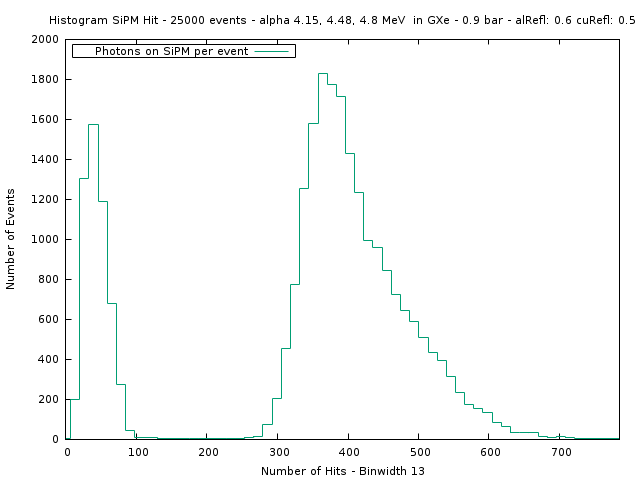 Histogram SiPM Hit - 25000 events - alpha 4.15, 4.48, 4.8 MeV  in GXe - 0.9 bar - alRefl: 0.6 cuRefl: 0.5
Photons on SiPM per event
2000
1800
1600
1400
1200
1000
800
600
400
200
0
Number of Events
0 100 200 300 400 500 600 700
Number of Hits - Binwidth 13